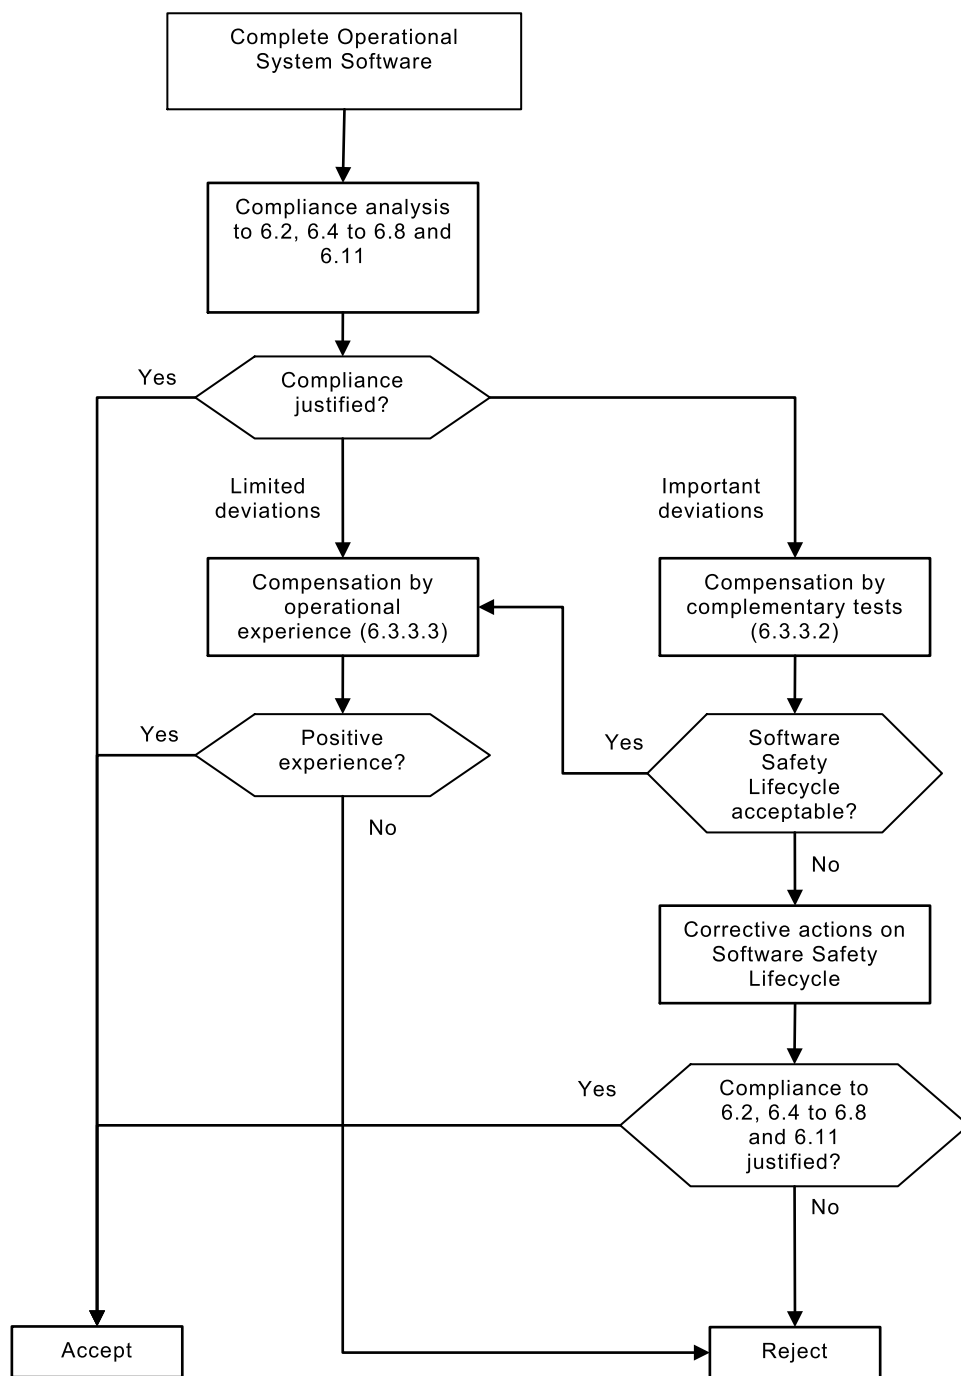 Complete Operational
System Software
Compliance analysis
to 6.2, 6.4 to 6.8 and
6.11
Yes
Compliance
justified?
Limited
deviations
Important
deviations
Compensation by
operational
experience (6.3.3.3)
Compensation by
complementary tests
(6.3.3.2)
Yes
Positive
experience?
No
Yes
Software
Safety
Lifecycle
acceptable?
No
Corrective actions on
Software Safety
Lifecycle
Yes
Compliance to
6.2, 6.4 to 6.8
and 6.11
justified?
No
Accept
Reject